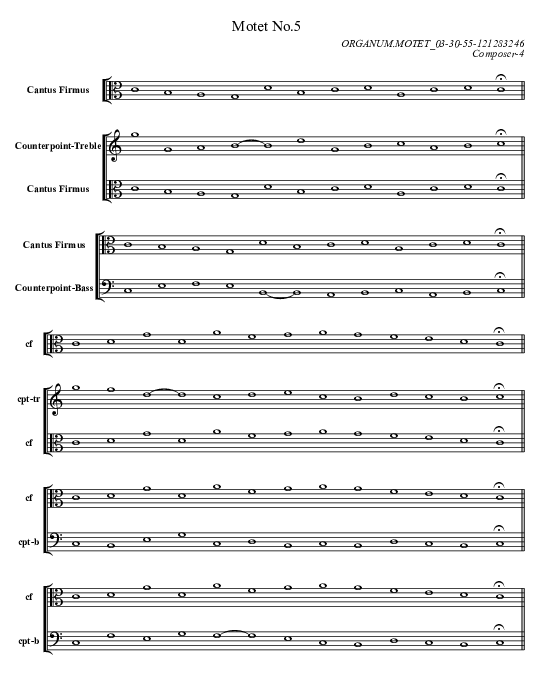 Motet No.5
ORGANUM.MOTET_03-30-55-121283246
Composer-4
Cantus Firmus
Counterpoint-Treble
Cantus Firmus
Cantus Firmus
Counterpoint-Bass
cf
cpt-tr
cf
cf
cpt-b
cf
cpt-b